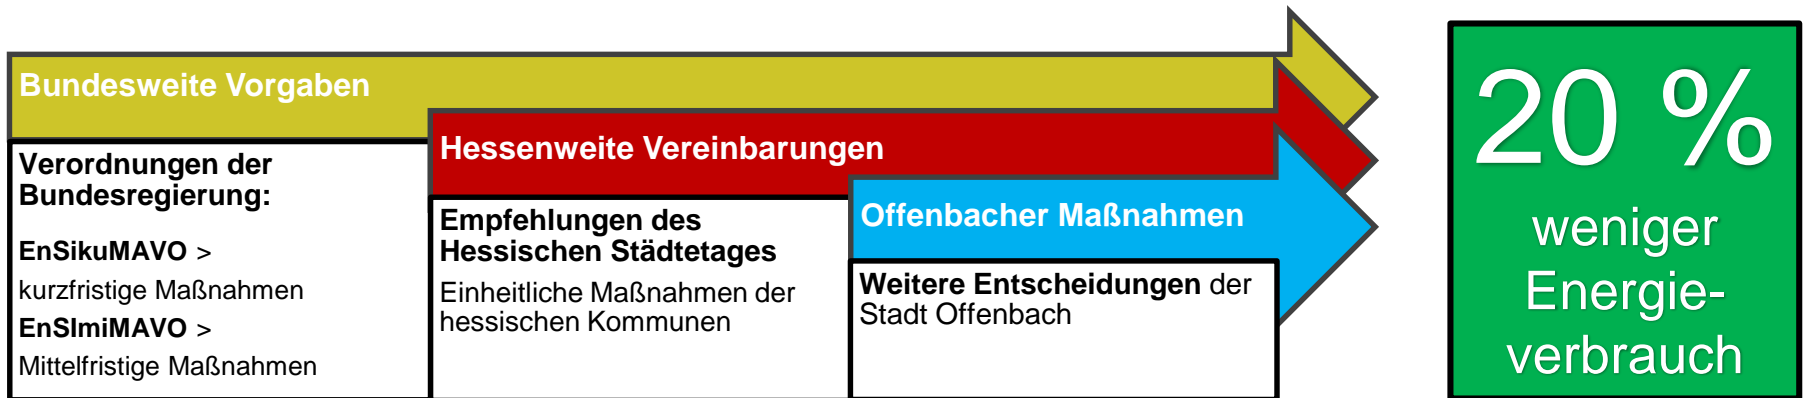 Bundesweite Vorgaben
Verordnungen der
Bundesregierung:
EnSikuMAVO >
kurzfristige Maßnahmen
EnSImiMAVO >
Mittelfristige Maßnahmen
Hessenweite Vereinbarungen
Empfehlungen des
Hessischen Städtetages
Einheitliche Maßnahmen der
hessischen Kommunen
Offenbacher Maßnahmen
Weitere Entscheidungen der
Stadt Offenbach
20 %
weniger
Energie-
verbrauch